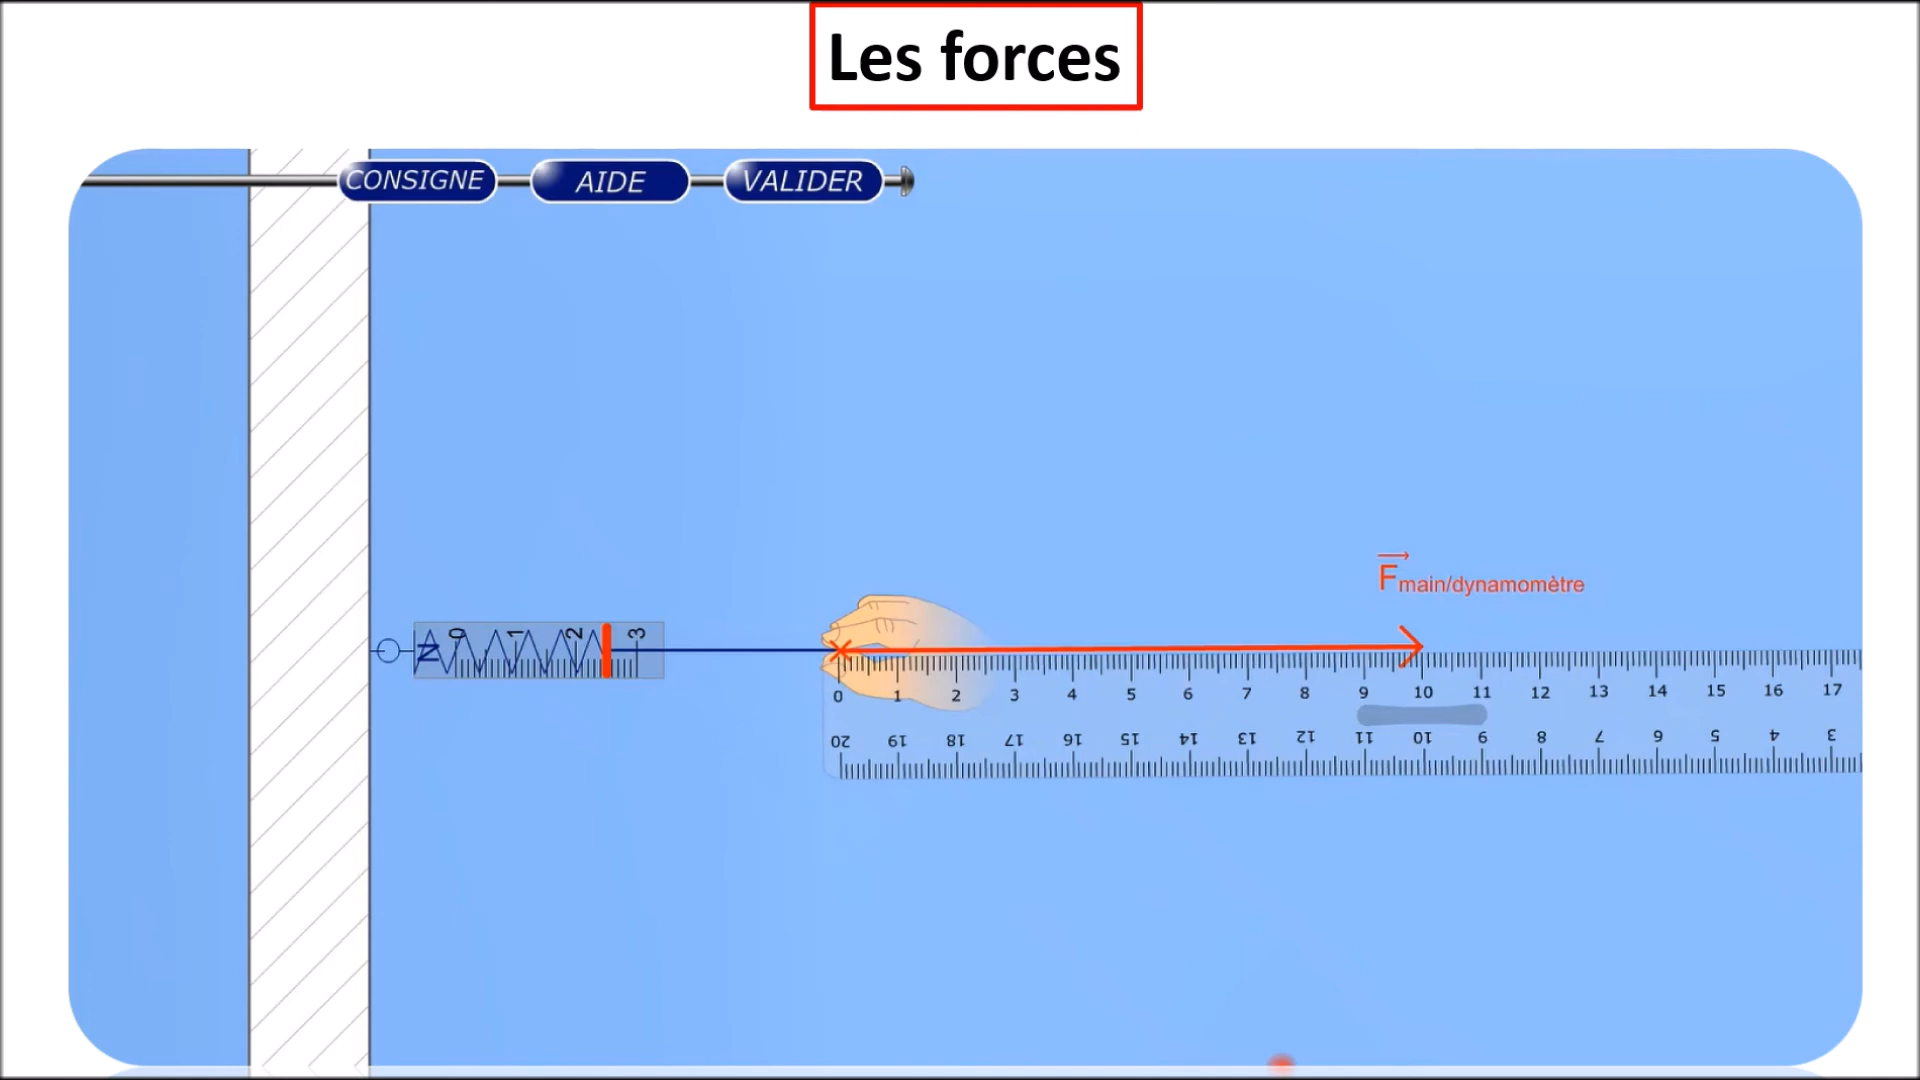 Les forces
CONSIGNE AIDE VALIDER
F main/dynamomètre
N 0 1 2 3
0 1 2 3 4 5 6 7 8 9 10 11 12 13 14 15 16 17
20 19 18 17 16 15 14 13 12 11 10 9 8 7 6 5 4 3